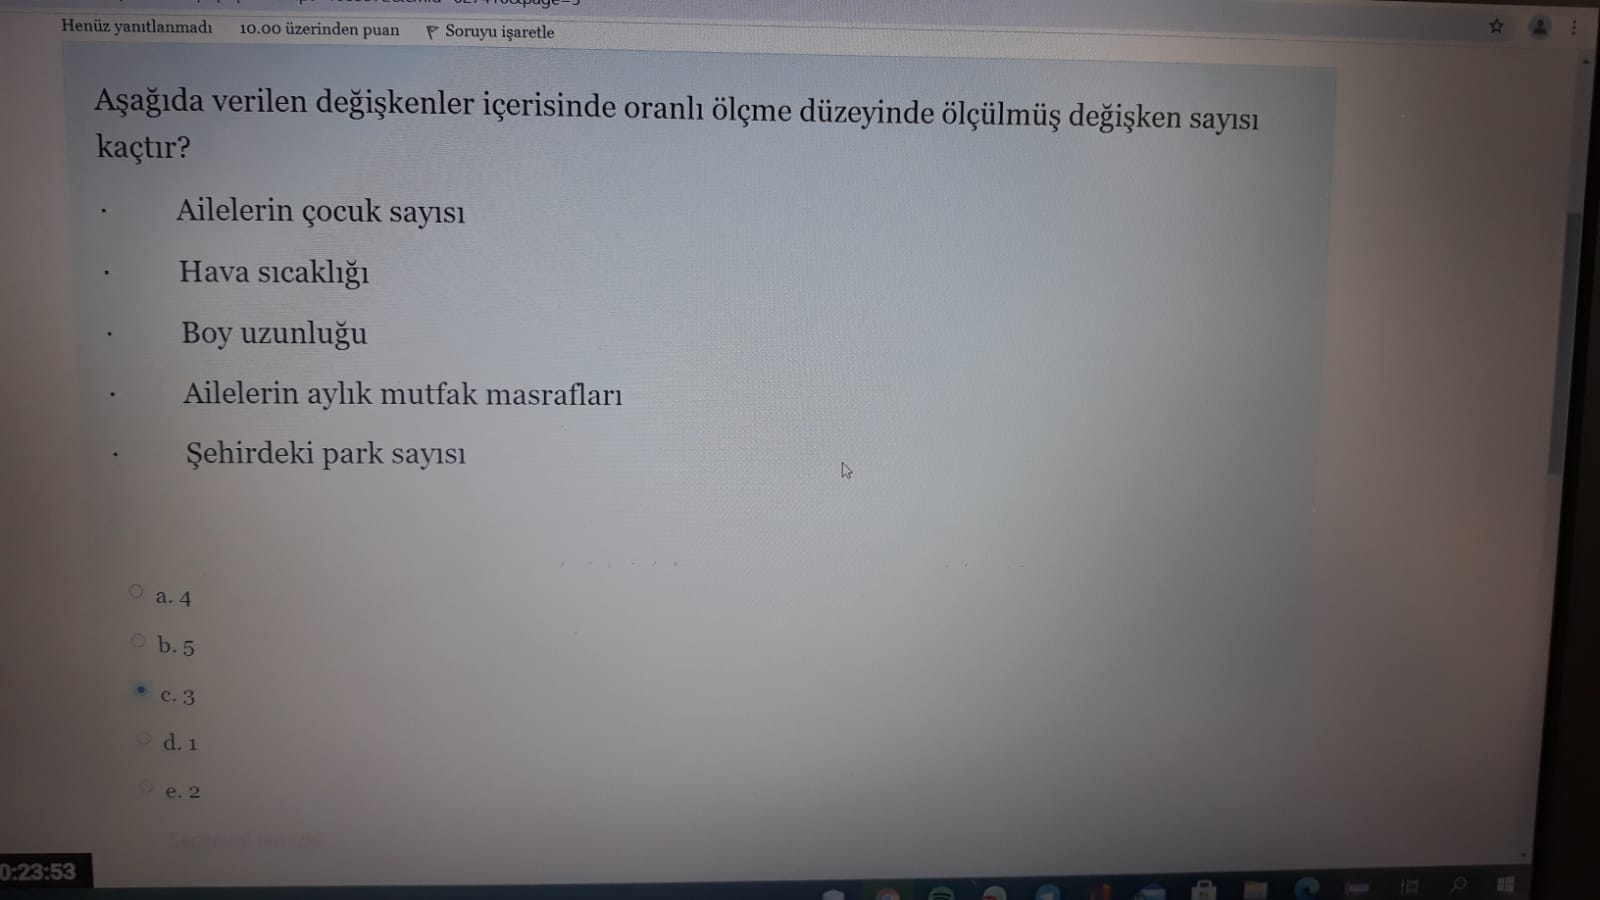 Henüz yanıtlanmadı 10.00 üzerinden puan Soruyu işaretle
Aşağıda verilen değişkenler içerisinde oranlı ölçme düzeyinde ölçülmüş değişken sayısı
kaçtır?
· Ailelerin çocuk sayısı
· Hava sıcaklığı
· Boy uzunluğu
· Ailelerin aylık mutfak masrafları
· Şehirdeki park sayısı
a. 4
b. 5
c. 3
d. 1
e. 2
0:23:53